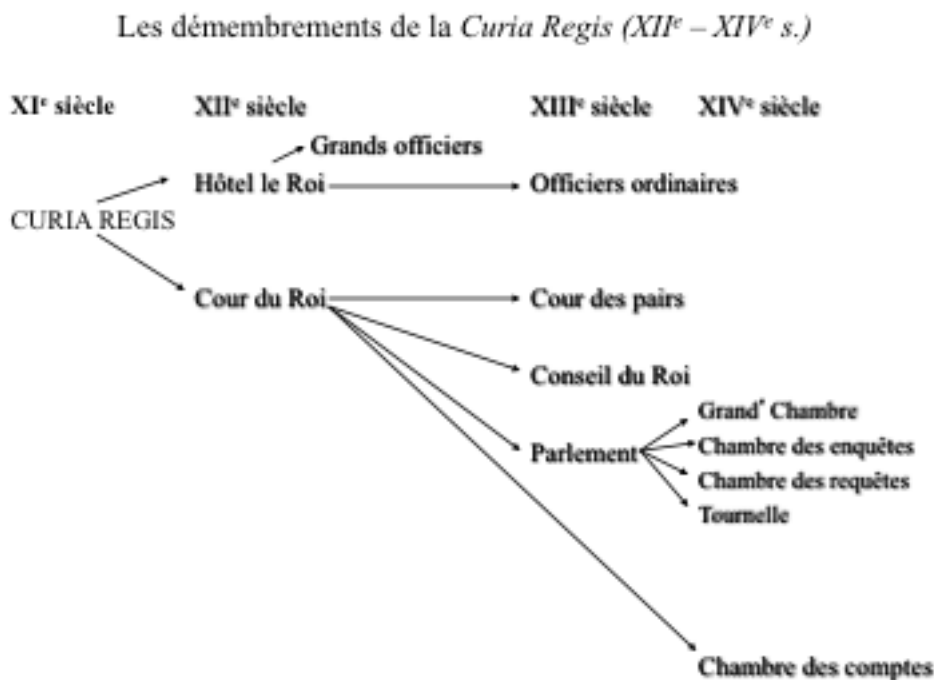 Les démembrements de la Curia Regis (XIIᵉ – XIVᵉ s.)
XIᵉ siècle XIIᵉ siècle XIIIᵉ siècle XIVᵉ siècle
Grands officiers
Hôtel le Roi Officiers ordinaires
CURIA REGIS
Cour du Roi Cour des pairs
Conseil du Roi
Grand' Chambre
Parlement Chambre des enquêtes
Chambre des requêtes
Tournelle
Chambre des comptes